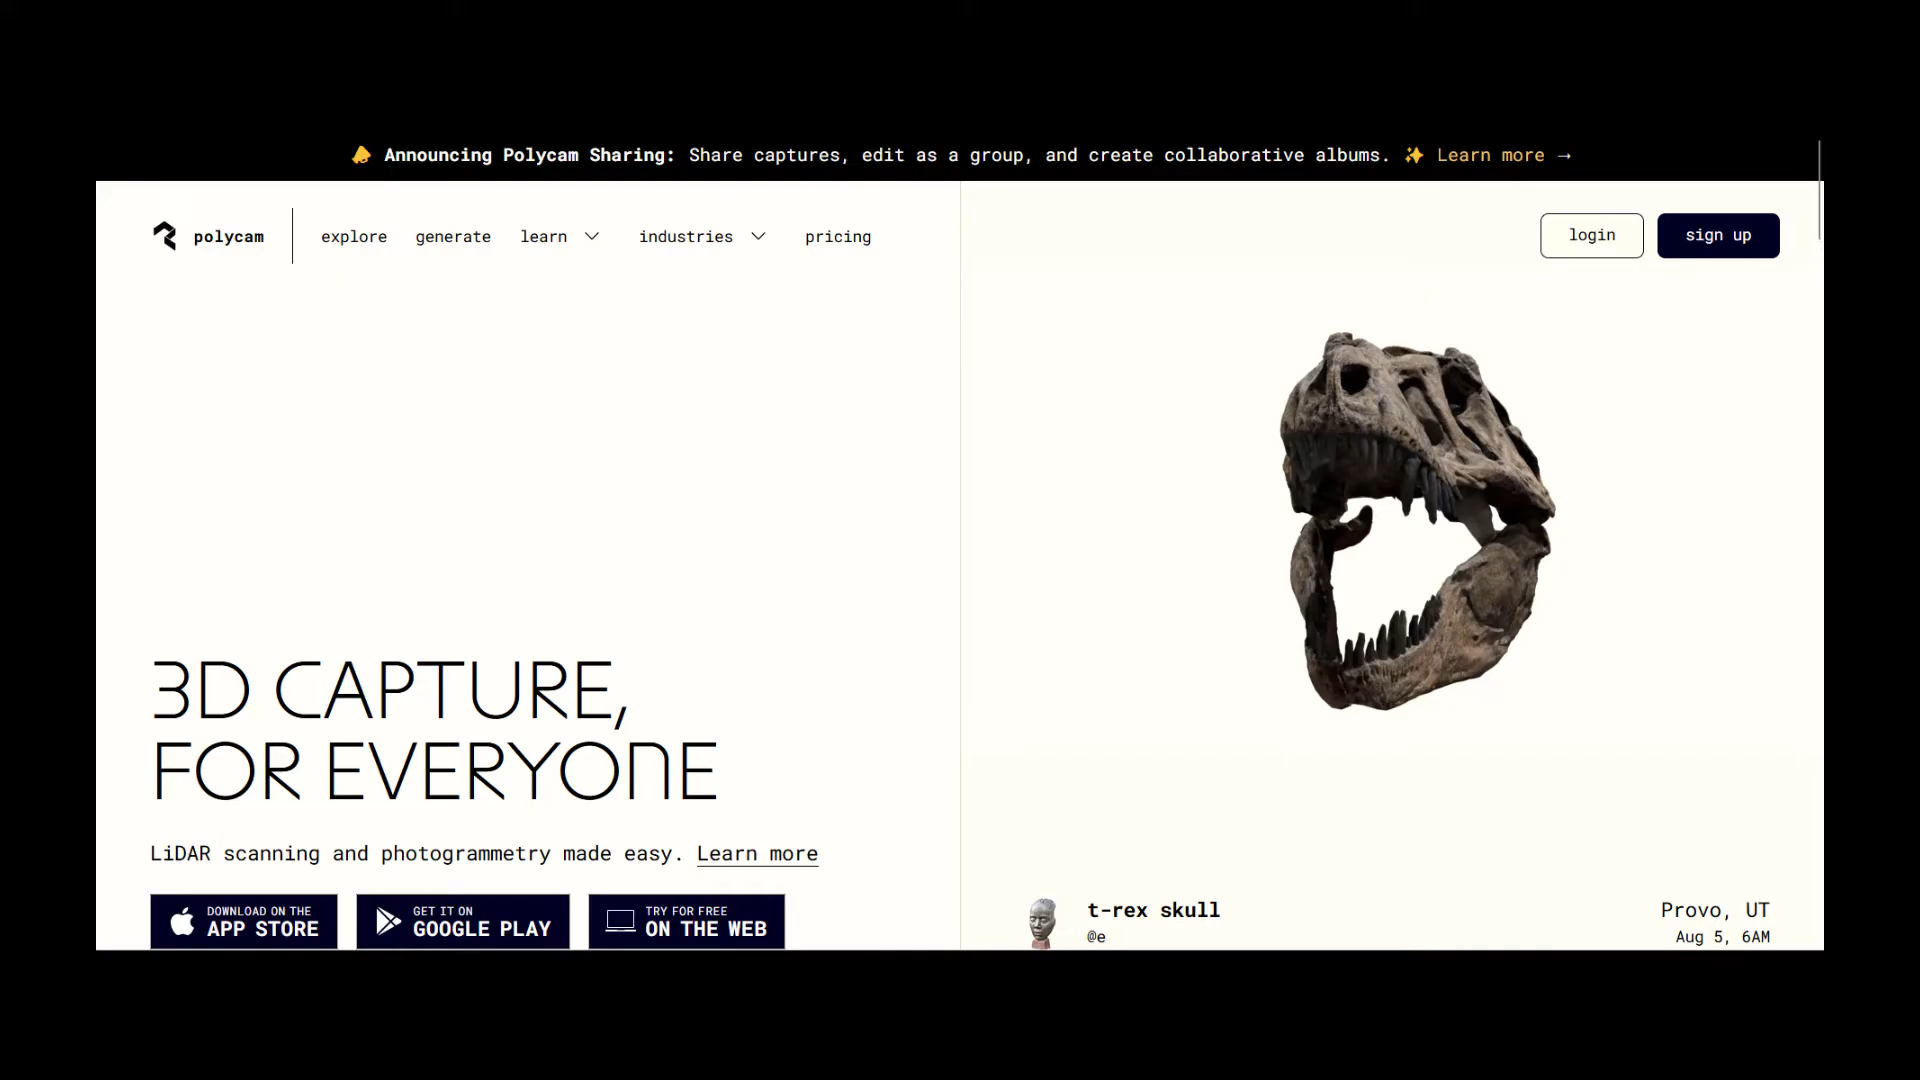 Announcing Polycam Sharing: Share captures, edit as a group, and create collaborative albums. ✨ Learn more →
polycam
explore
generate
learn
industries
pricing
login
sign up
3D CAPTURE,
FOR EVERYONE
LiDAR scanning and photogrammetry made easy. Learn more
DOWNLOAD ON THE
APP STORE
GET IT ON
GOOGLE PLAY
TRY FOR FREE
ON THE WEB
t-rex skull
@e
Provo, UT
Aug 5, 6AM